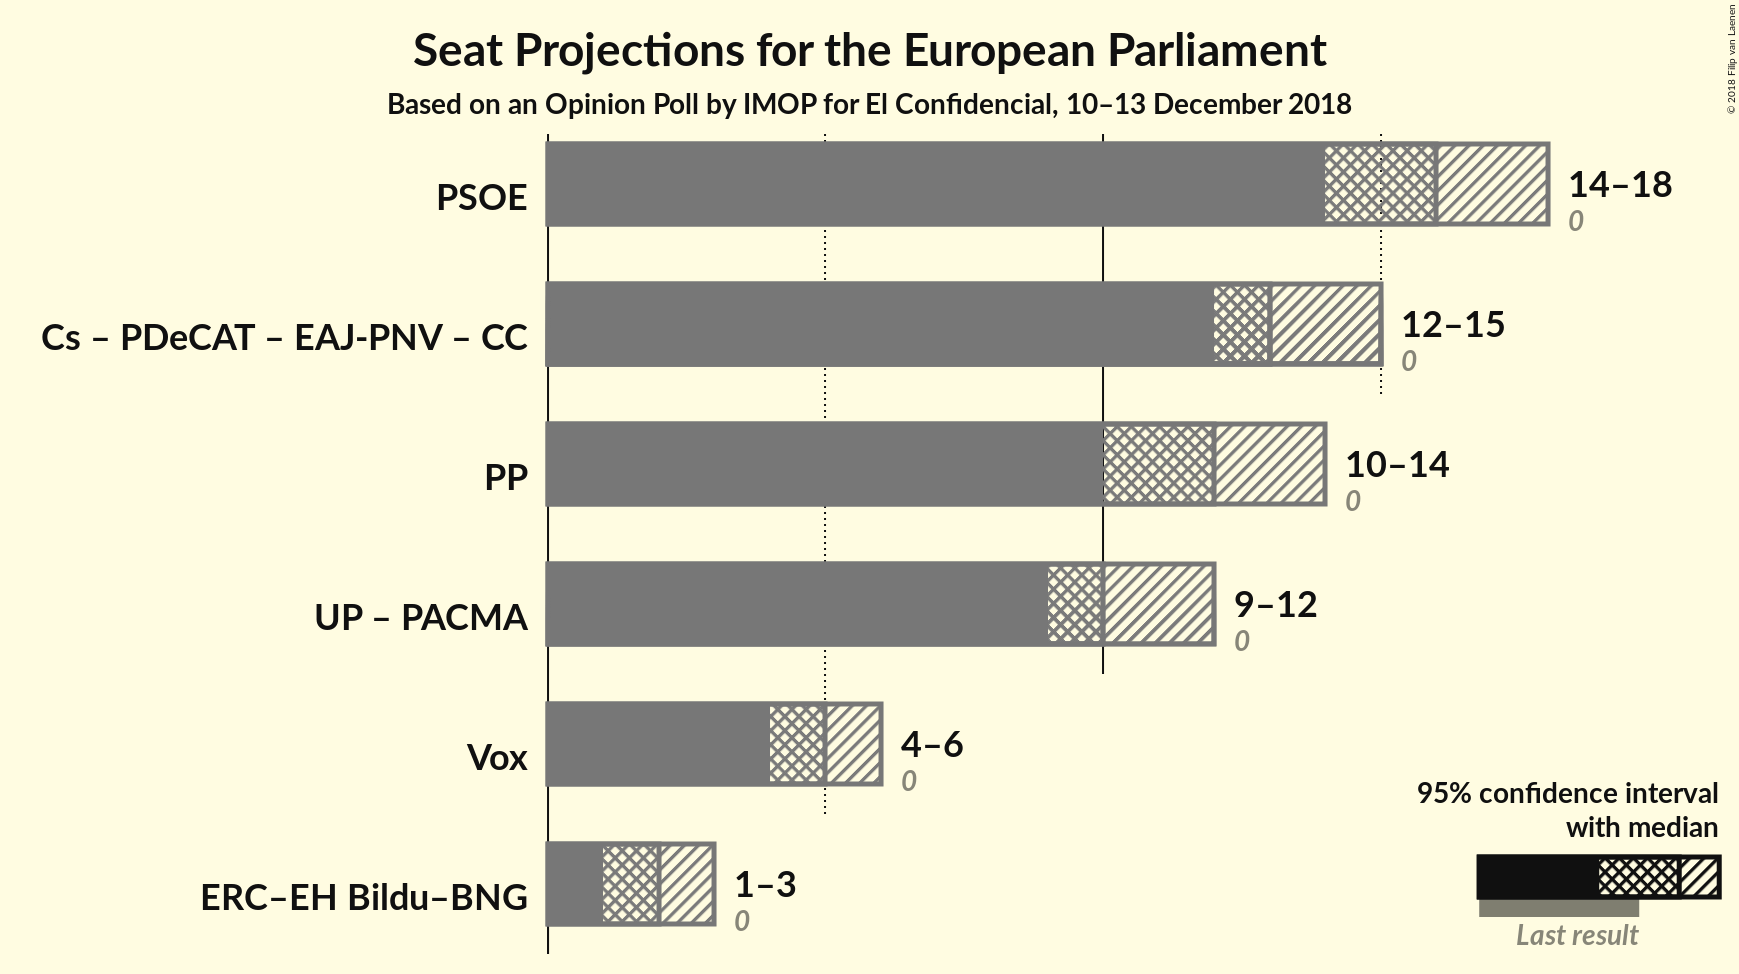 Seat Projections for the European Parliament
Based on an Opinion Poll by IMOP for El Confidencial, 10–13 December 2018
© 2018 Filip van Laenen
PSOE
14–18
0
Cs – PDeCAT – EAJ-PNV – CC
12–15
0
PP
10–14
0
UP – PACMA
9–12
0
Vox
4–6
0
ERC–EH Bildu–BNG
1–3
0
95% confidence interval
with median
Last result